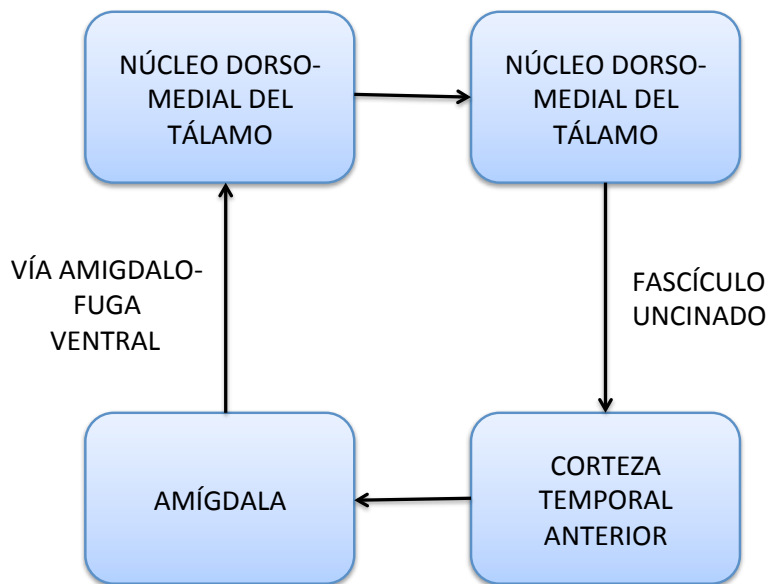 NÚCLEO DORSO-
MEDIAL DEL
TÁLAMO
NÚCLEO DORSO-
MEDIAL DEL
TÁLAMO
VÍA AMIGDALO-
FUGA
VENTRAL
FASCÍCULO
UNCINADO
AMÍGDALA
CORTEZA
TEMPORAL
ANTERIOR